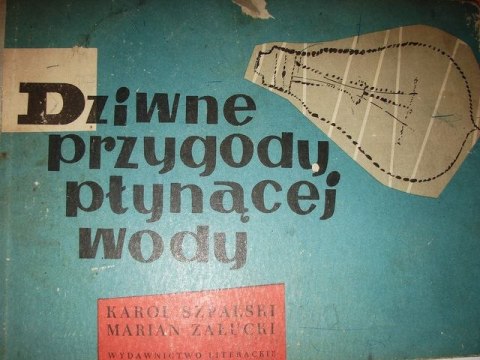 Dziwne
przygody
płynącej
wody
KAROL SZPALSKI
MARIAN ZAŁUCKI
WYDAWNICTWO LITERACKIE